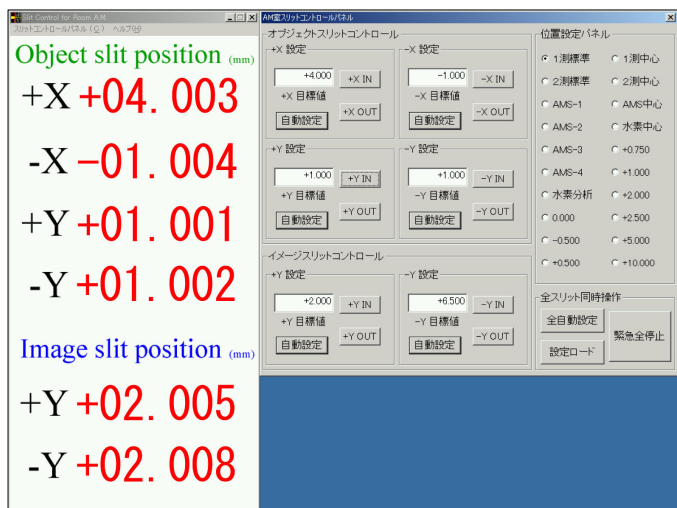 Slit Control for Room AM
スリットコントロールパネル（O） ヘルプ(H)
Object slit position (mm)
+X +04.003
-X −01.004
+Y +01.001
-Y +01.002
Image slit position (mm)
+Y +02.005
-Y +02.008
AM室スリットコントロールパネル
オブジェクトスリットコントロール
+X 設定
+4.000
+X IN
+X 目標値
+X OUT
自動設定
−X 設定
−1.000
−X IN
−X 目標値
−X OUT
自動設定
+Y 設定
+1.000
+Y IN
+Y 目標値
+Y OUT
自動設定
−Y 設定
+1.000
−Y IN
−Y 目標値
−Y OUT
自動設定
イメージスリットコントロール
+Y 設定
+2.000
+Y IN
+Y 目標値
+Y OUT
自動設定
−Y 設定
+6.500
−Y IN
−Y 目標値
−Y OUT
自動設定
位置設定パネル
1測標準
1測中心
2測標準
2測中心
AMS-1
AMS中心
AMS-2
水素中心
AMS-3
+0.750
AMS-4
+1.000
水素分析
+2.000
0.000
+2.500
−0.500
+5.000
+0.500
+10.000
全スリット同時操作
全自動設定
緊急全停止
設定ロード